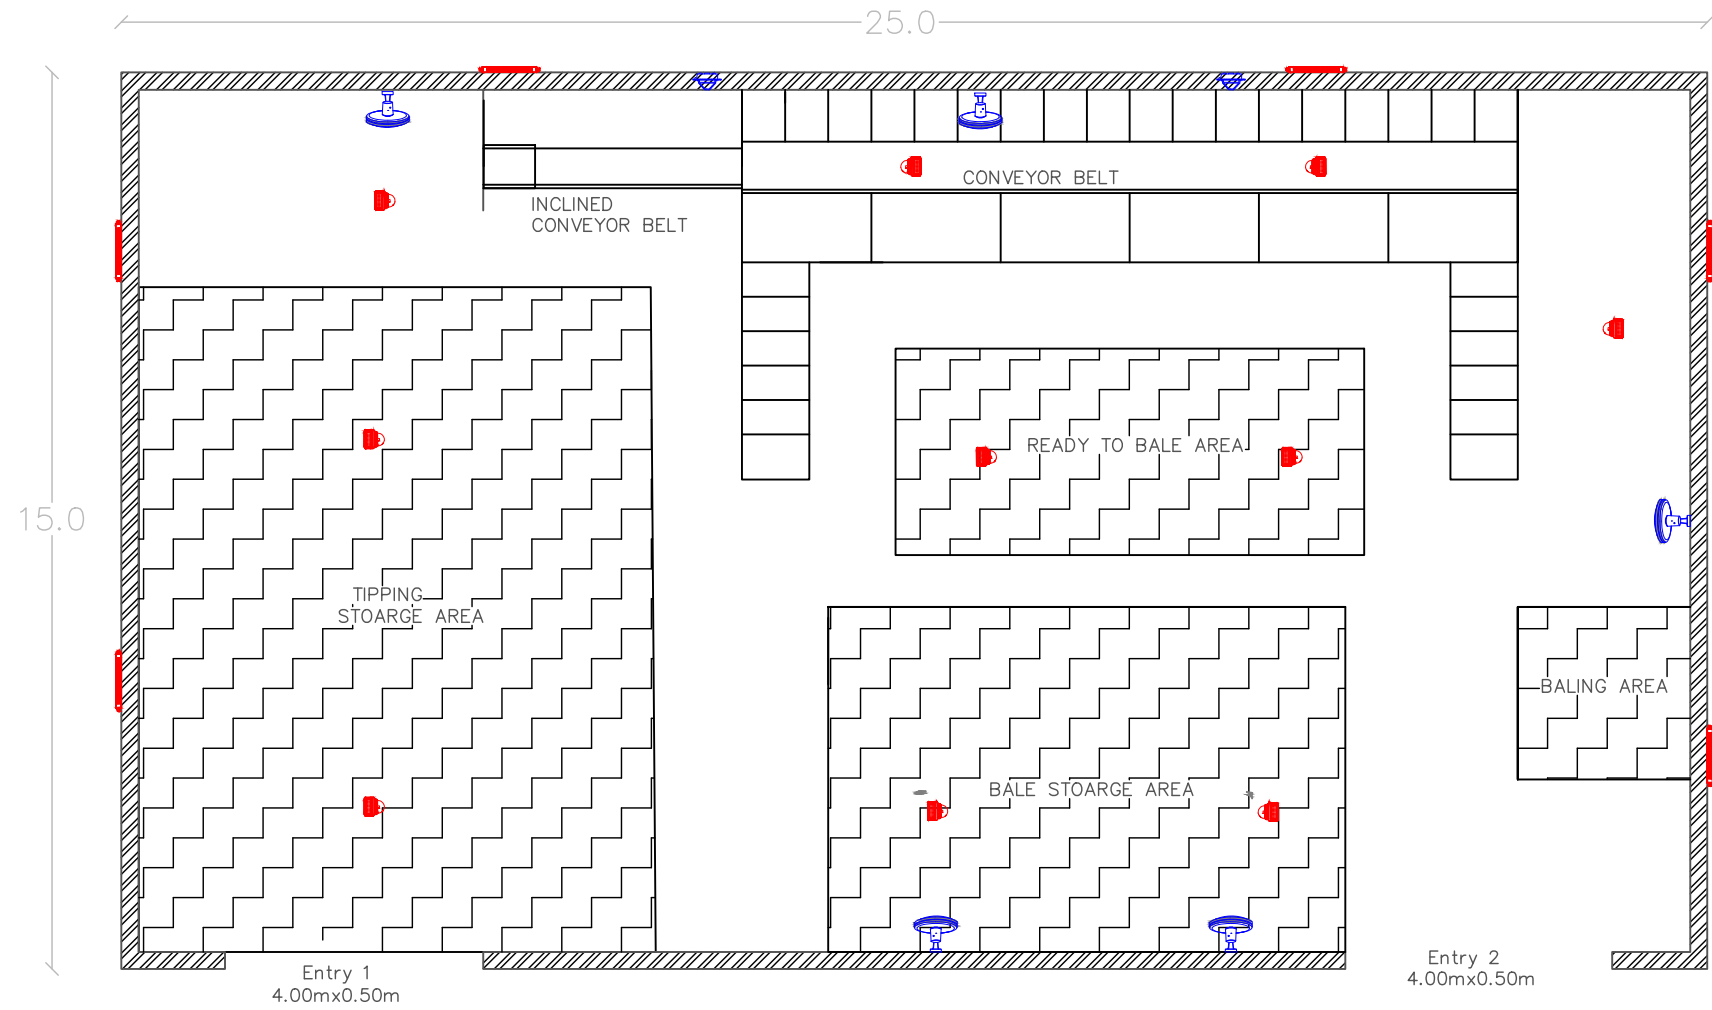 25.0
CONVEYOR BELT
INCLINED
CONVEYOR BELT
READY TO BALE AREA
15.0
TIPPING
STOARGE AREA
BALING AREA
BALE STOARGE AREA
Entry 1
4.00mx0.50m
Entry 2
4.00mx0.50m